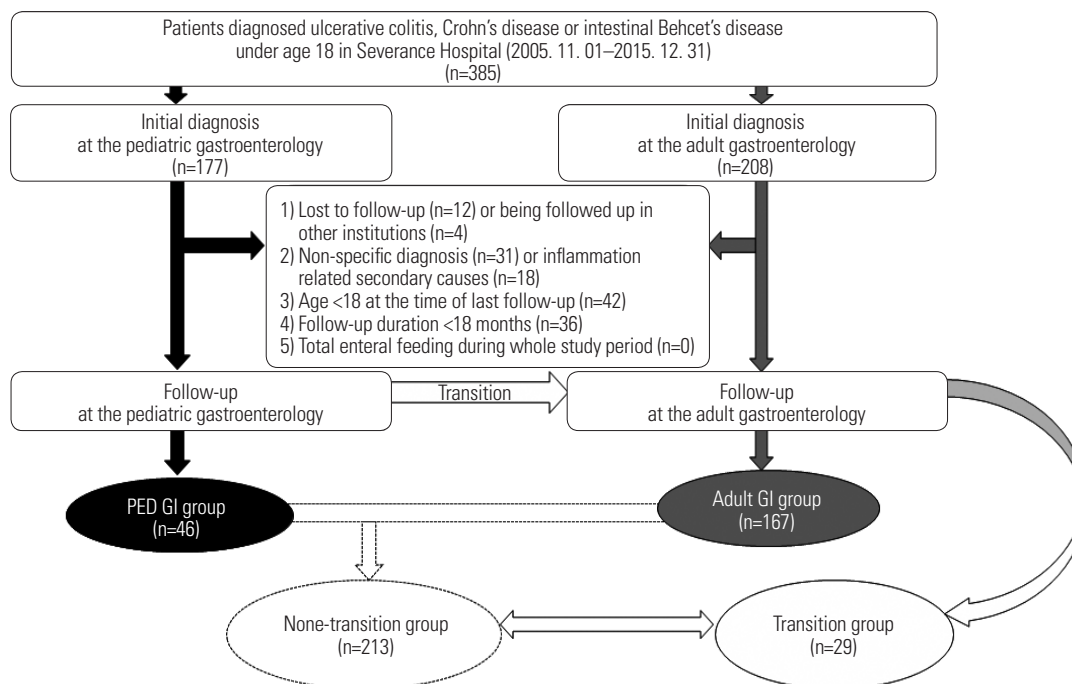 Patients diagnosed ulcerative colitis, Crohn's disease or intestinal Behcet's disease
under age 18 in Severance Hospital (2005. 11. 01–2015. 12. 31)
(n=385)
Initial diagnosis
at the pediatric gastroenterology
(n=177)
Initial diagnosis
at the adult gastroenterology
(n=208)
1) Lost to follow-up (n=12) or being followed up in
other institutions (n=4)
2) Non-specific diagnosis (n=31) or inflammation
related secondary causes (n=18)
3) Age <18 at the time of last follow-up (n=42)
4) Follow-up duration <18 months (n=36)
5) Total enteral feeding during whole study period (n=0)
Follow-up
at the pediatric gastroenterology
Transition
Follow-up
at the adult gastroenterology
PED GI group
(n=46)
Adult GI group
(n=167)
None-transition group
(n=213)
Transition group
(n=29)